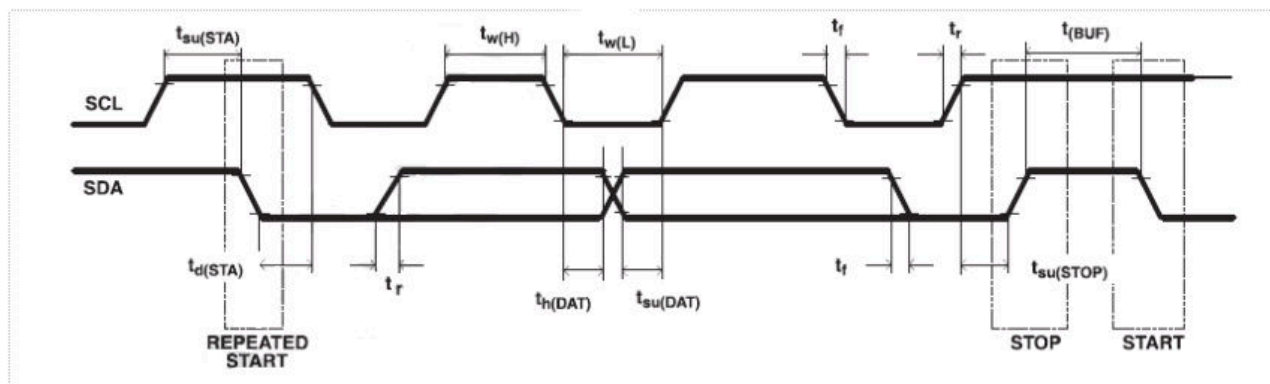 tsu(STA)
tw(H)
tw(L)
tf
tr
t(BUF)
SCL
SDA
td(STA)
tr
th(DAT)
tsu(DAT)
tf
tsu(STOP)
REPEATED
START
STOP
START